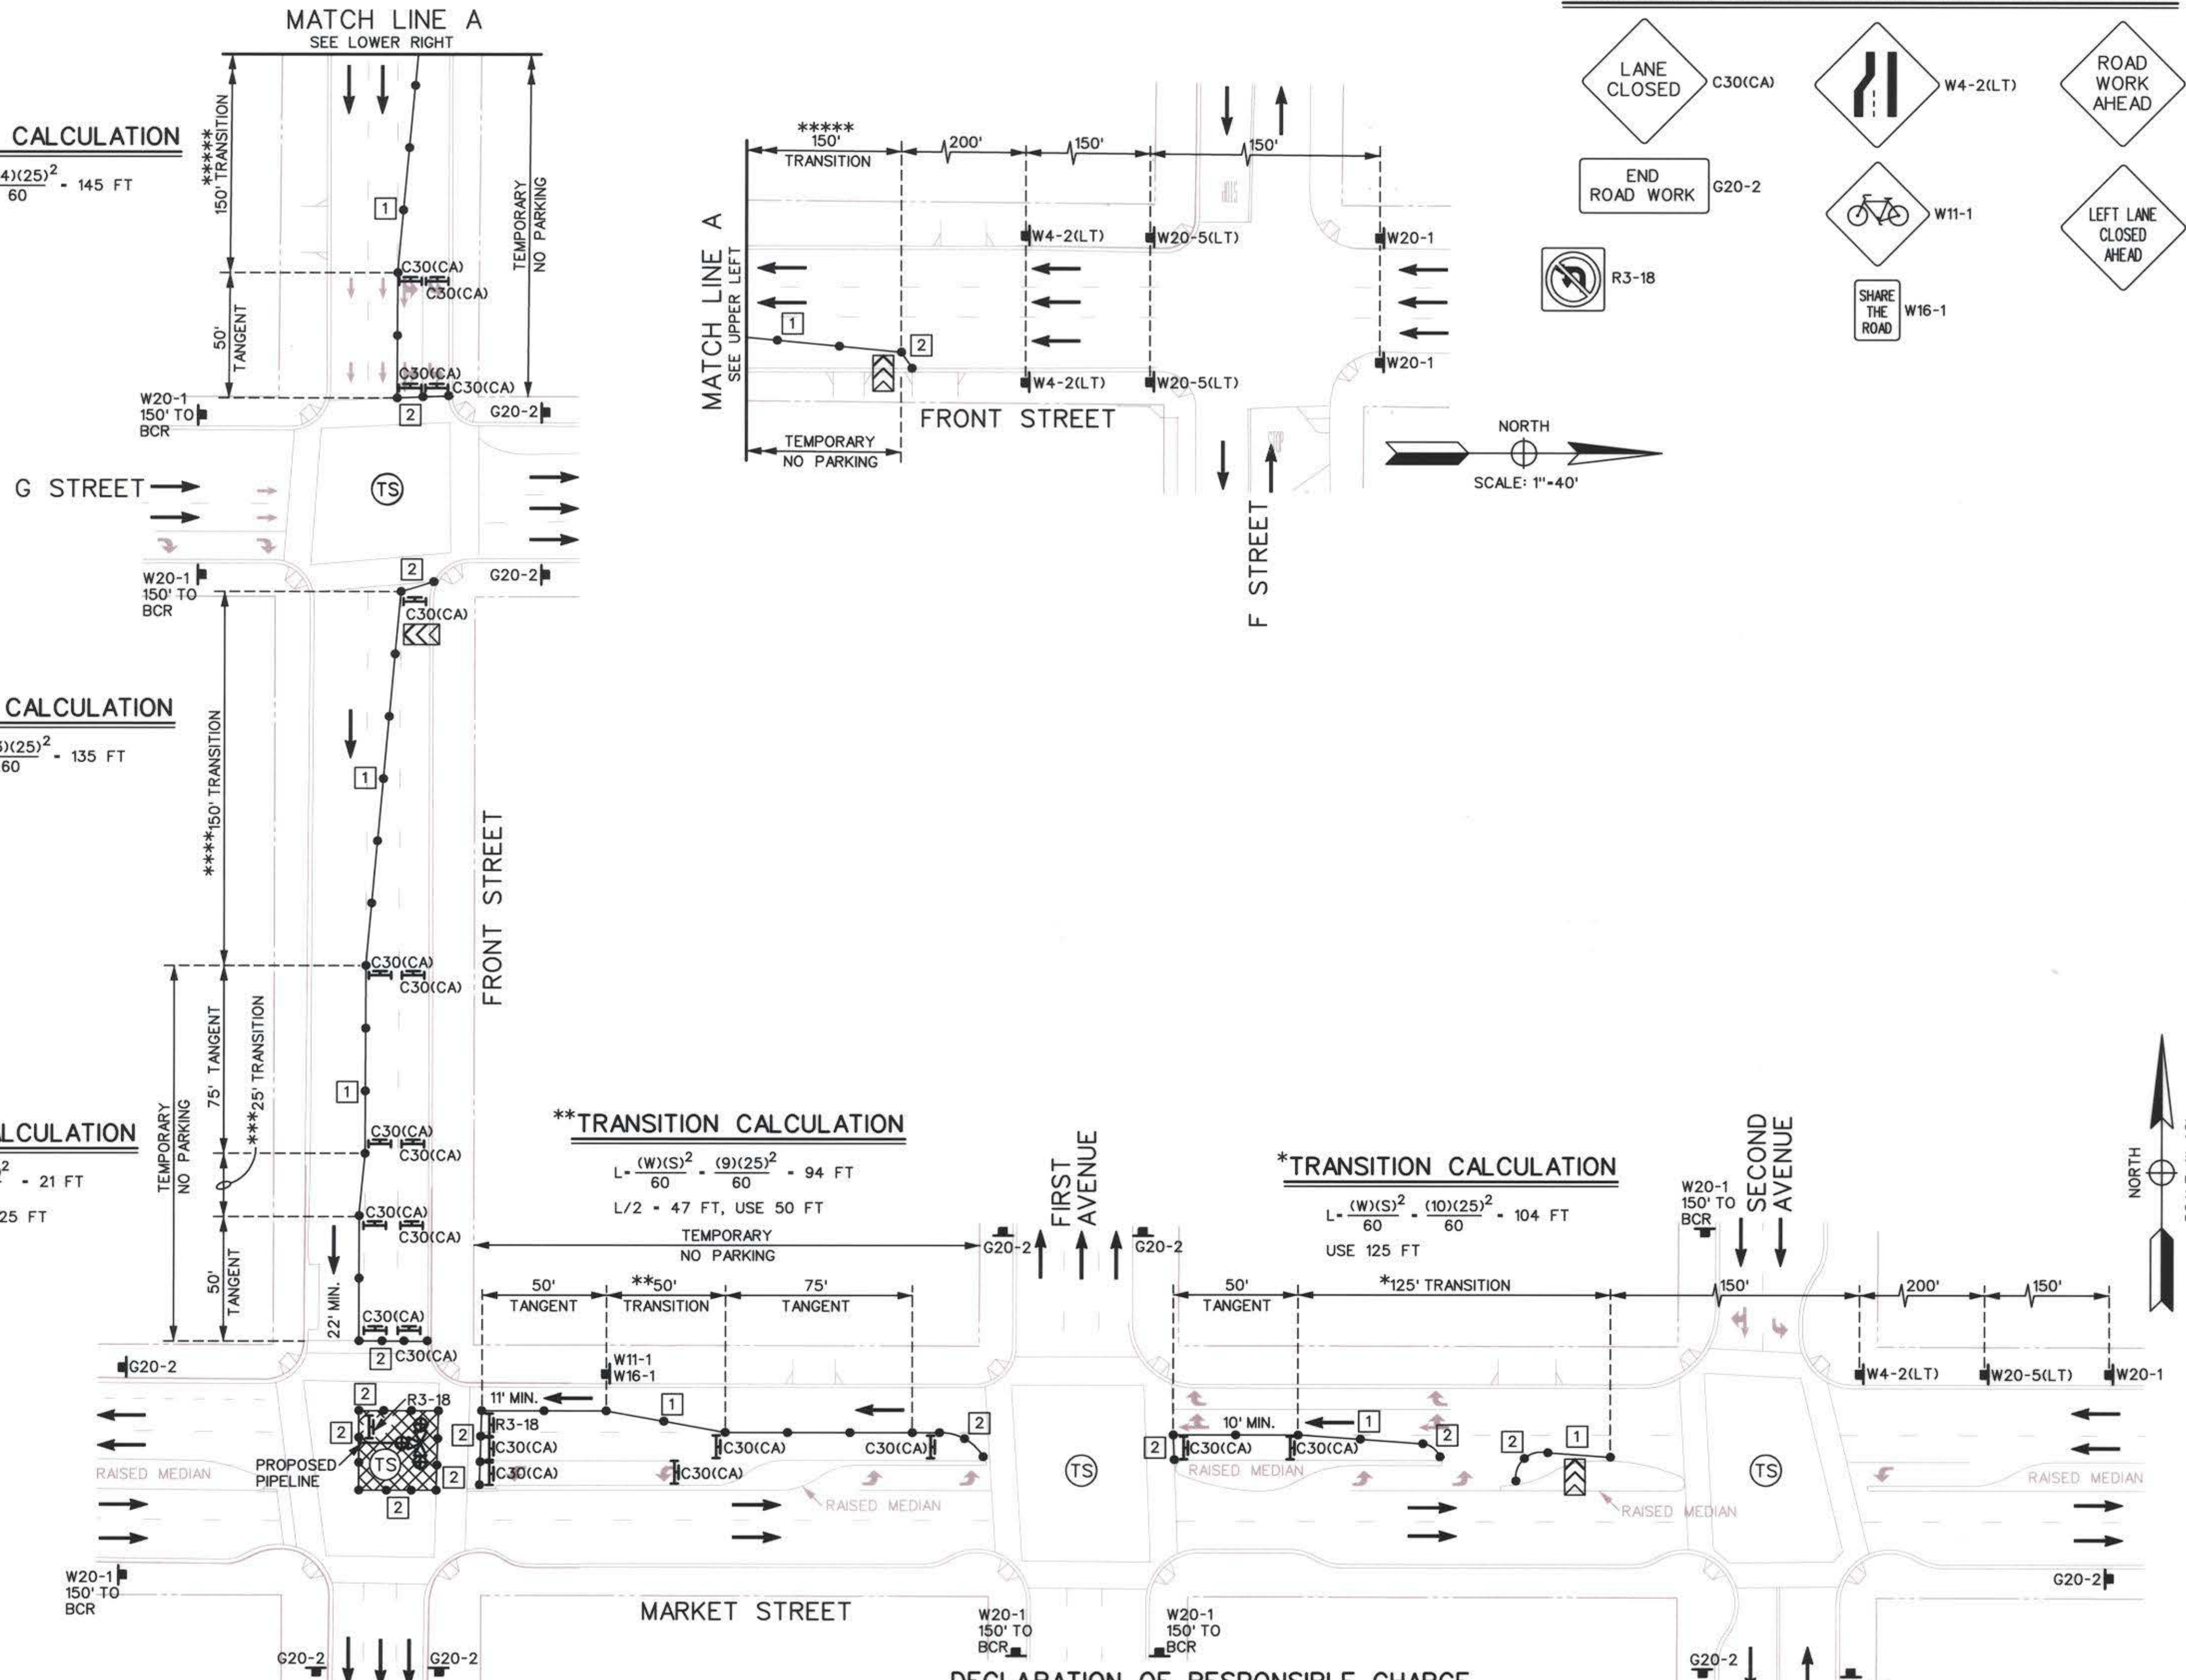 MATCH LINE A
SEE LOWER RIGHT
*****
150' TRANSITION
50'
TANGENT
TEMPORARY
NO PARKING
1
C30(CA)
C30(CA)
C30(CA)
C30(CA)
2
W20-1
150' TO
BCR
G20-2
CALCULATION
4)(25)²
60
- 145 FT
G STREET
TS
W20-1
150' TO
BCR
G20-2
2
C30(CA)
CALCULATION
)(25)²
60
- 135 FT
****150' TRANSITION
1
FRONT STREET
C30(CA)
C30(CA)
75' TANGENT
***25' TRANSITION
TEMPORARY
NO PARKING
1
C30(CA)
C30(CA)
C30(CA)
C30(CA)
50'
TANGENT
22' MIN.
C30(CA)
2
C30(CA)
ALCULATION
2
- 21 FT
25 FT
*****
150'
TRANSITION
200'
150'
150'
MATCH LINE A
SEE UPPER LEFT
W4-2(LT)
W20-5(LT)
W20-1
STOP
1
2
W4-2(LT)
W20-5(LT)
W20-1
FRONT STREET
TEMPORARY
NO PARKING
STOP
F STREET
NORTH
SCALE: 1"-40'
LANE
CLOSED
C30(CA)
W4-2(LT)
ROAD
WORK
AHEAD
END
ROAD WORK
G20-2
W11-1
LEFT LANE
CLOSED
AHEAD
R3-18
SHARE
THE
ROAD
W16-1
**TRANSITION CALCULATION
L- (W)(S)² - (9)(25)² - 94 FT
60 60
L/2 - 47 FT, USE 50 FT
TEMPORARY
NO PARKING
50'
TANGENT
**50'
TRANSITION
75'
TANGENT
FIRST
AVENUE
G20-2
G20-2
*TRANSITION CALCULATION
L- (W)(S)² - (10)(25)² - 104 FT
60 60
USE 125 FT
50'
TANGENT
*125' TRANSITION
150'
200'
150'
W20-1
150' TO
BCR
SECOND
AVENUE
NORTH
G20-2
2
R3-18
2
2
PROPOSED
PIPELINE
TS
2
2
11' MIN.
W11-1
W16-1
1
R3-18
C30(CA)
C30(CA)
2
C30(CA)
C30(CA)
C30(CA)
2
RAISED MEDIAN
RAISED MEDIAN
TS
2
10' MIN.
1
C30(CA)
C30(CA)
2
RAISED MEDIAN
2
1
RAISED MEDIAN
TS
W4-2(LT)
W20-5(LT)
W20-1
RAISED MEDIAN
W20-1
150' TO
BCR
G20-2
G20-2
MARKET STREET
W20-1
150' TO
BCR
W20-1
150' TO
BCR
G20-2
G20-2
DECLARATION OF RESPONSIBLE CHARGE